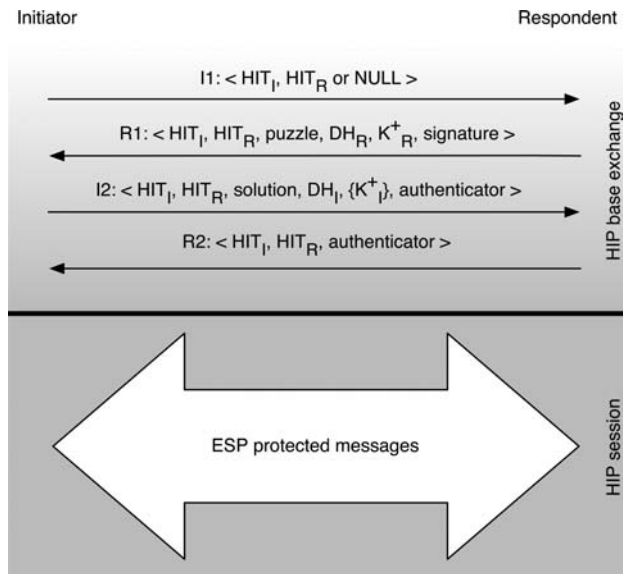 Initiator
Respondent
I1: < HIT_I, HIT_R or NULL >
R1: < HIT_I, HIT_R, puzzle, DH_R, K^+_R, signature >
I2: < HIT_I, HIT_R, solution, DH_I, {K^+_I}, authenticator >
R2: < HIT_I, HIT_R, authenticator >
HIP base exchange
ESP protected messages
HIP session